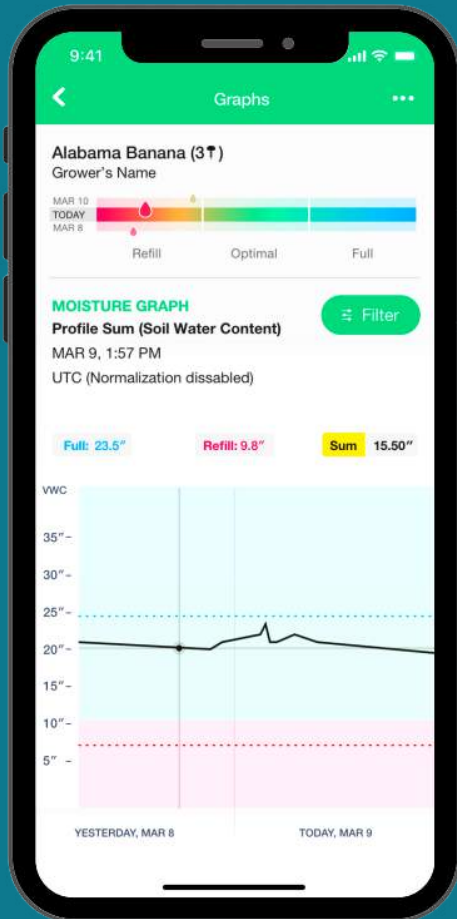 9:41
Graphs
Alabama Banana (3)
Grower's Name
MAR 10
TODAY
MAR 8
Refill Optimal Full
MOISTURE GRAPH
Filter
Profile Sum (Soil Water Content)
MAR 9, 1:57 PM
UTC (Normalization dissabled)
Full: 23.5″ Refill: 9.8″ Sum 15.50″
VWC
35″
30″
25″
20″
15″
10″
5″
YESTERDAY, MAR 8 TODAY, MAR 9